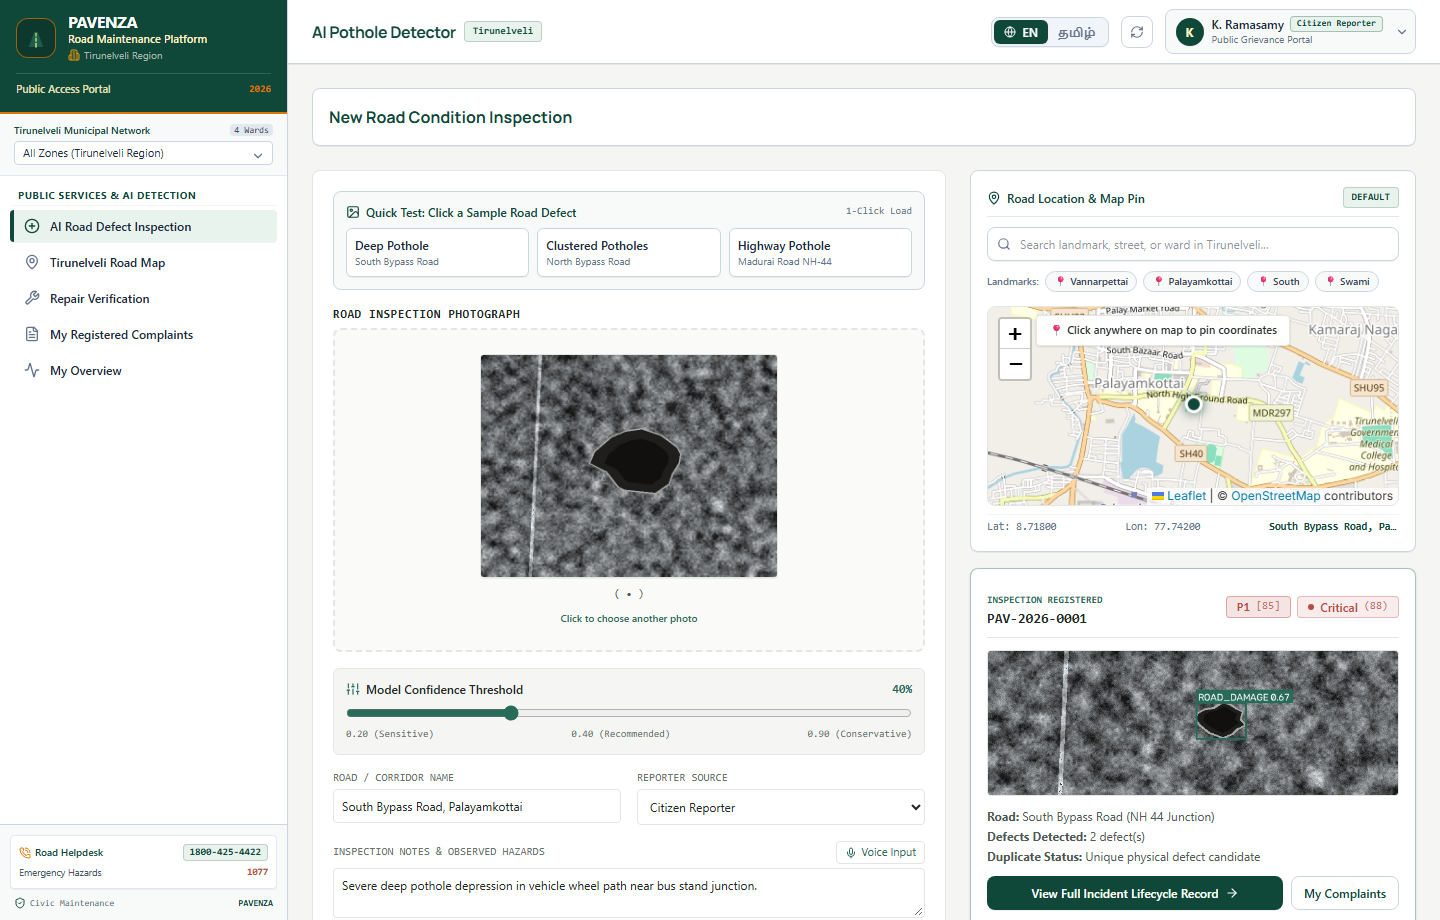 PAVENZA
Road Maintenance Platform
Tirunelveli Region
Public Access Portal 2026
Tirunelveli Municipal Network 4 Wards
All Zones (Tirunelveli Region)
PUBLIC SERVICES & AI DETECTION
AI Road Defect Inspection
Tirunelveli Road Map
Repair Verification
My Registered Complaints
My Overview
Road Helpdesk 1800-425-4422
Emergency Hazards 1077
Civic Maintenance PAVENZA
AI Pothole Detector Tirunelveli
EN தமிழ்
K K. Ramasamy Citizen Reporter
Public Grievance Portal
New Road Condition Inspection
Quick Test: Click a Sample Road Defect 1-Click Load
Deep Pothole
South Bypass Road
Clustered Potholes
North Bypass Road
Highway Pothole
Madurai Road NH-44
ROAD INSPECTION PHOTOGRAPH
( • )
Click to choose another photo
Model Confidence Threshold 40%
0.20 (Sensitive) 0.40 (Recommended) 0.90 (Conservative)
ROAD / CORRIDOR NAME
South Bypass Road, Palayamkottai
REPORTER SOURCE
Citizen Reporter
INSPECTION NOTES & OBSERVED HAZARDS Voice Input
Severe deep pothole depression in vehicle wheel path near bus stand junction.
Road Location & Map Pin DEFAULT
Search landmark, street, or ward in Tirunelveli...
Landmarks: Vannarpettai Palayamkottai South Swami
+
−
Click anywhere on map to pin coordinates
Palay Market road
Kamaraj Naga
South Bazaar Road
Palayamkottai
SHU95
North High Ground Road
MDR297
Tirunelveli
Governmen
Medical
College
and Hospita
SH40
Leaflet | © OpenStreetMap contributors
Lat: 8.71800 Lon: 77.74200 South Bypass Road, Pa…
INSPECTION REGISTERED
PAV-2026-0001
P1 [85] Critical (88)
ROAD_DAMAGE 0.67
Road: South Bypass Road (NH 44 Junction)
Defects Detected: 2 defect(s)
Duplicate Status: Unique physical defect candidate
View Full Incident Lifecycle Record → My Complaints